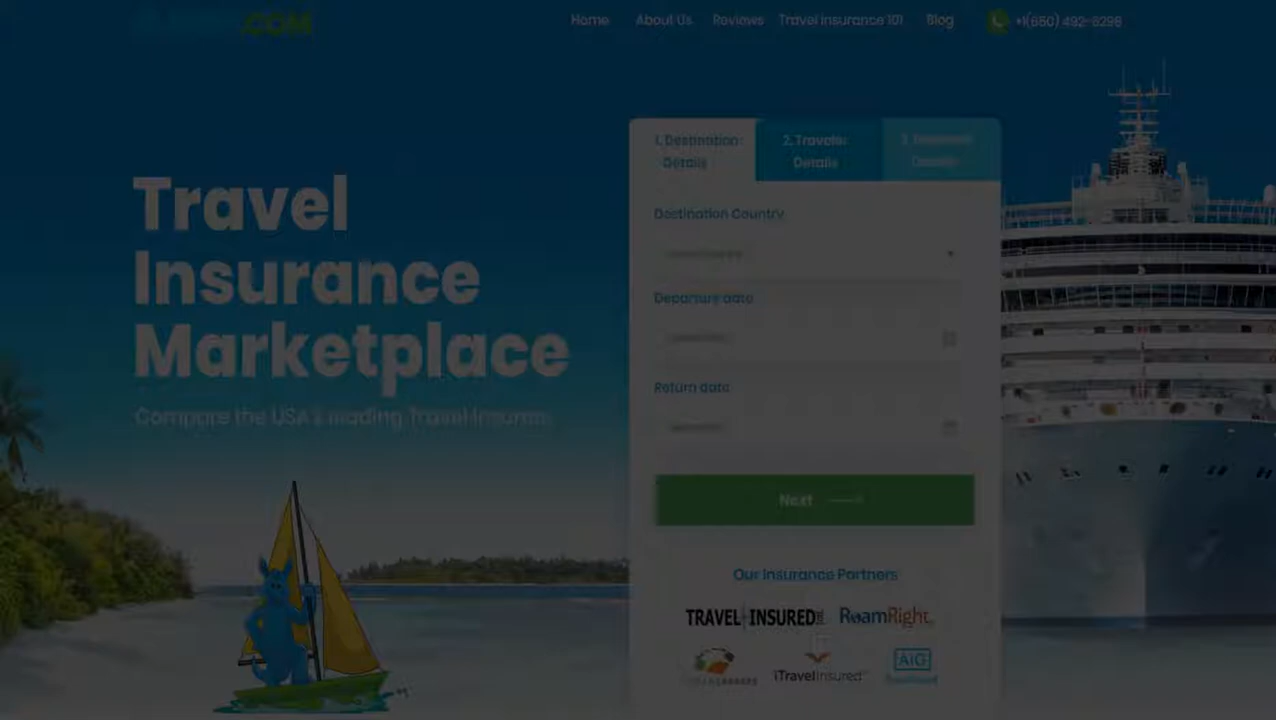 .COM
Home About Us Reviews Travel Insurance 101 Blog +1(650) 492-6298
1. Destination
Details
2. Traveler
Details
Travel
Insurance
Marketplace
Compare the USA's leading Travel Insurance
Destination Country
Departure date
Return date
Next
Our Insurance Partners
TRAVEL INSURED
RoamRight
iTravelInsured
AIG